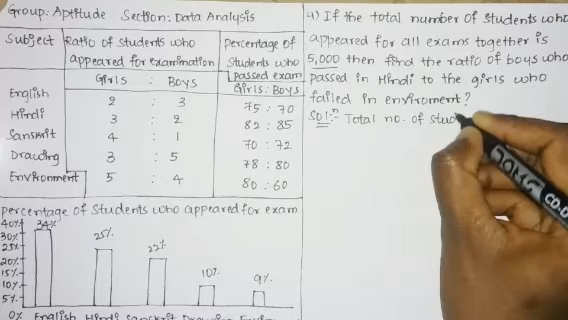 Group: Aptitude Section: Data Analysis
Subject Ratio of Students who appeared for examination Percentage of Students who passed exam
Girls : Boys Girls : Boys
English 2 : 3 75 : 70
Hindi 3 : 2 82 : 85
Sanskrit 4 : 1 70 : 72
Drawing 3 : 5 78 : 80
Environment 5 : 4 80 : 60
percentage of Students who appeared for exam
40%
30%
25%
20%
15%
10%
5%
0%
34% 25% 22% 10% 9%
English Hindi Sanskrit
4) If the total number of Students who
appeared for all exams together is
5,000 then find the ratio of boys who
passed in Hindi to the girls who
failed in enviroment?
Soln:- Total no. of stud
CD-D